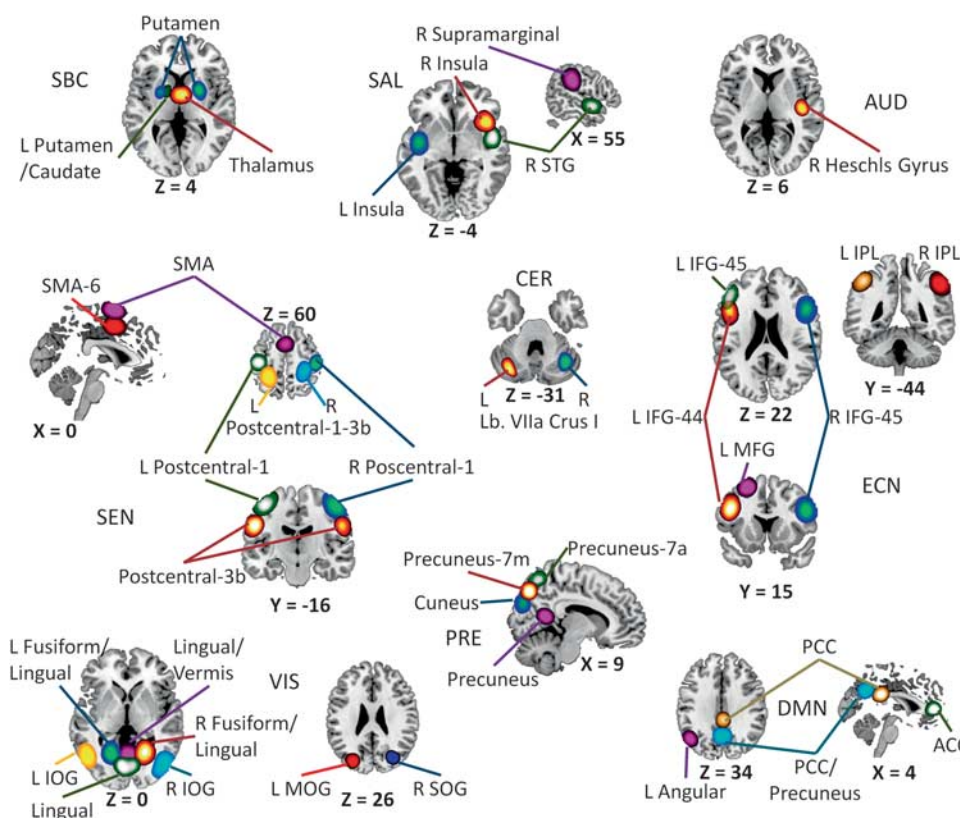 Putamen
SBC
L Putamen
/Caudate
Thalamus
Z = 4
R Supramarginal
R Insula
SAL
X = 55
R STG
L Insula
Z = -4
AUD
R Heschls Gyrus
Z = 6
SMA
SMA-6
Z = 60
X = 0
L
R
Postcentral-1-3b
L Postcentral-1
R Poscentral-1
SEN
Postcentral-3b
Y = -16
CER
L
Z = -31
R
Lb. VIIa Crus I
L IFG-45
L IPL
R IPL
Y = -44
Z = 22
L IFG-44
R IFG-45
L MFG
ECN
Y = 15
Precuneus-7m
Precuneus-7a
Cuneus
PRE
X = 9
Precuneus
L Fusiform/
Lingual
Lingual/
Vermis
VIS
R Fusiform/
Lingual
L IOG
R IOG
Z = 0
Lingual
L MOG
Z = 26
R SOG
PCC
DMN
ACC
Z = 34
X = 4
L Angular
PCC/
Precuneus